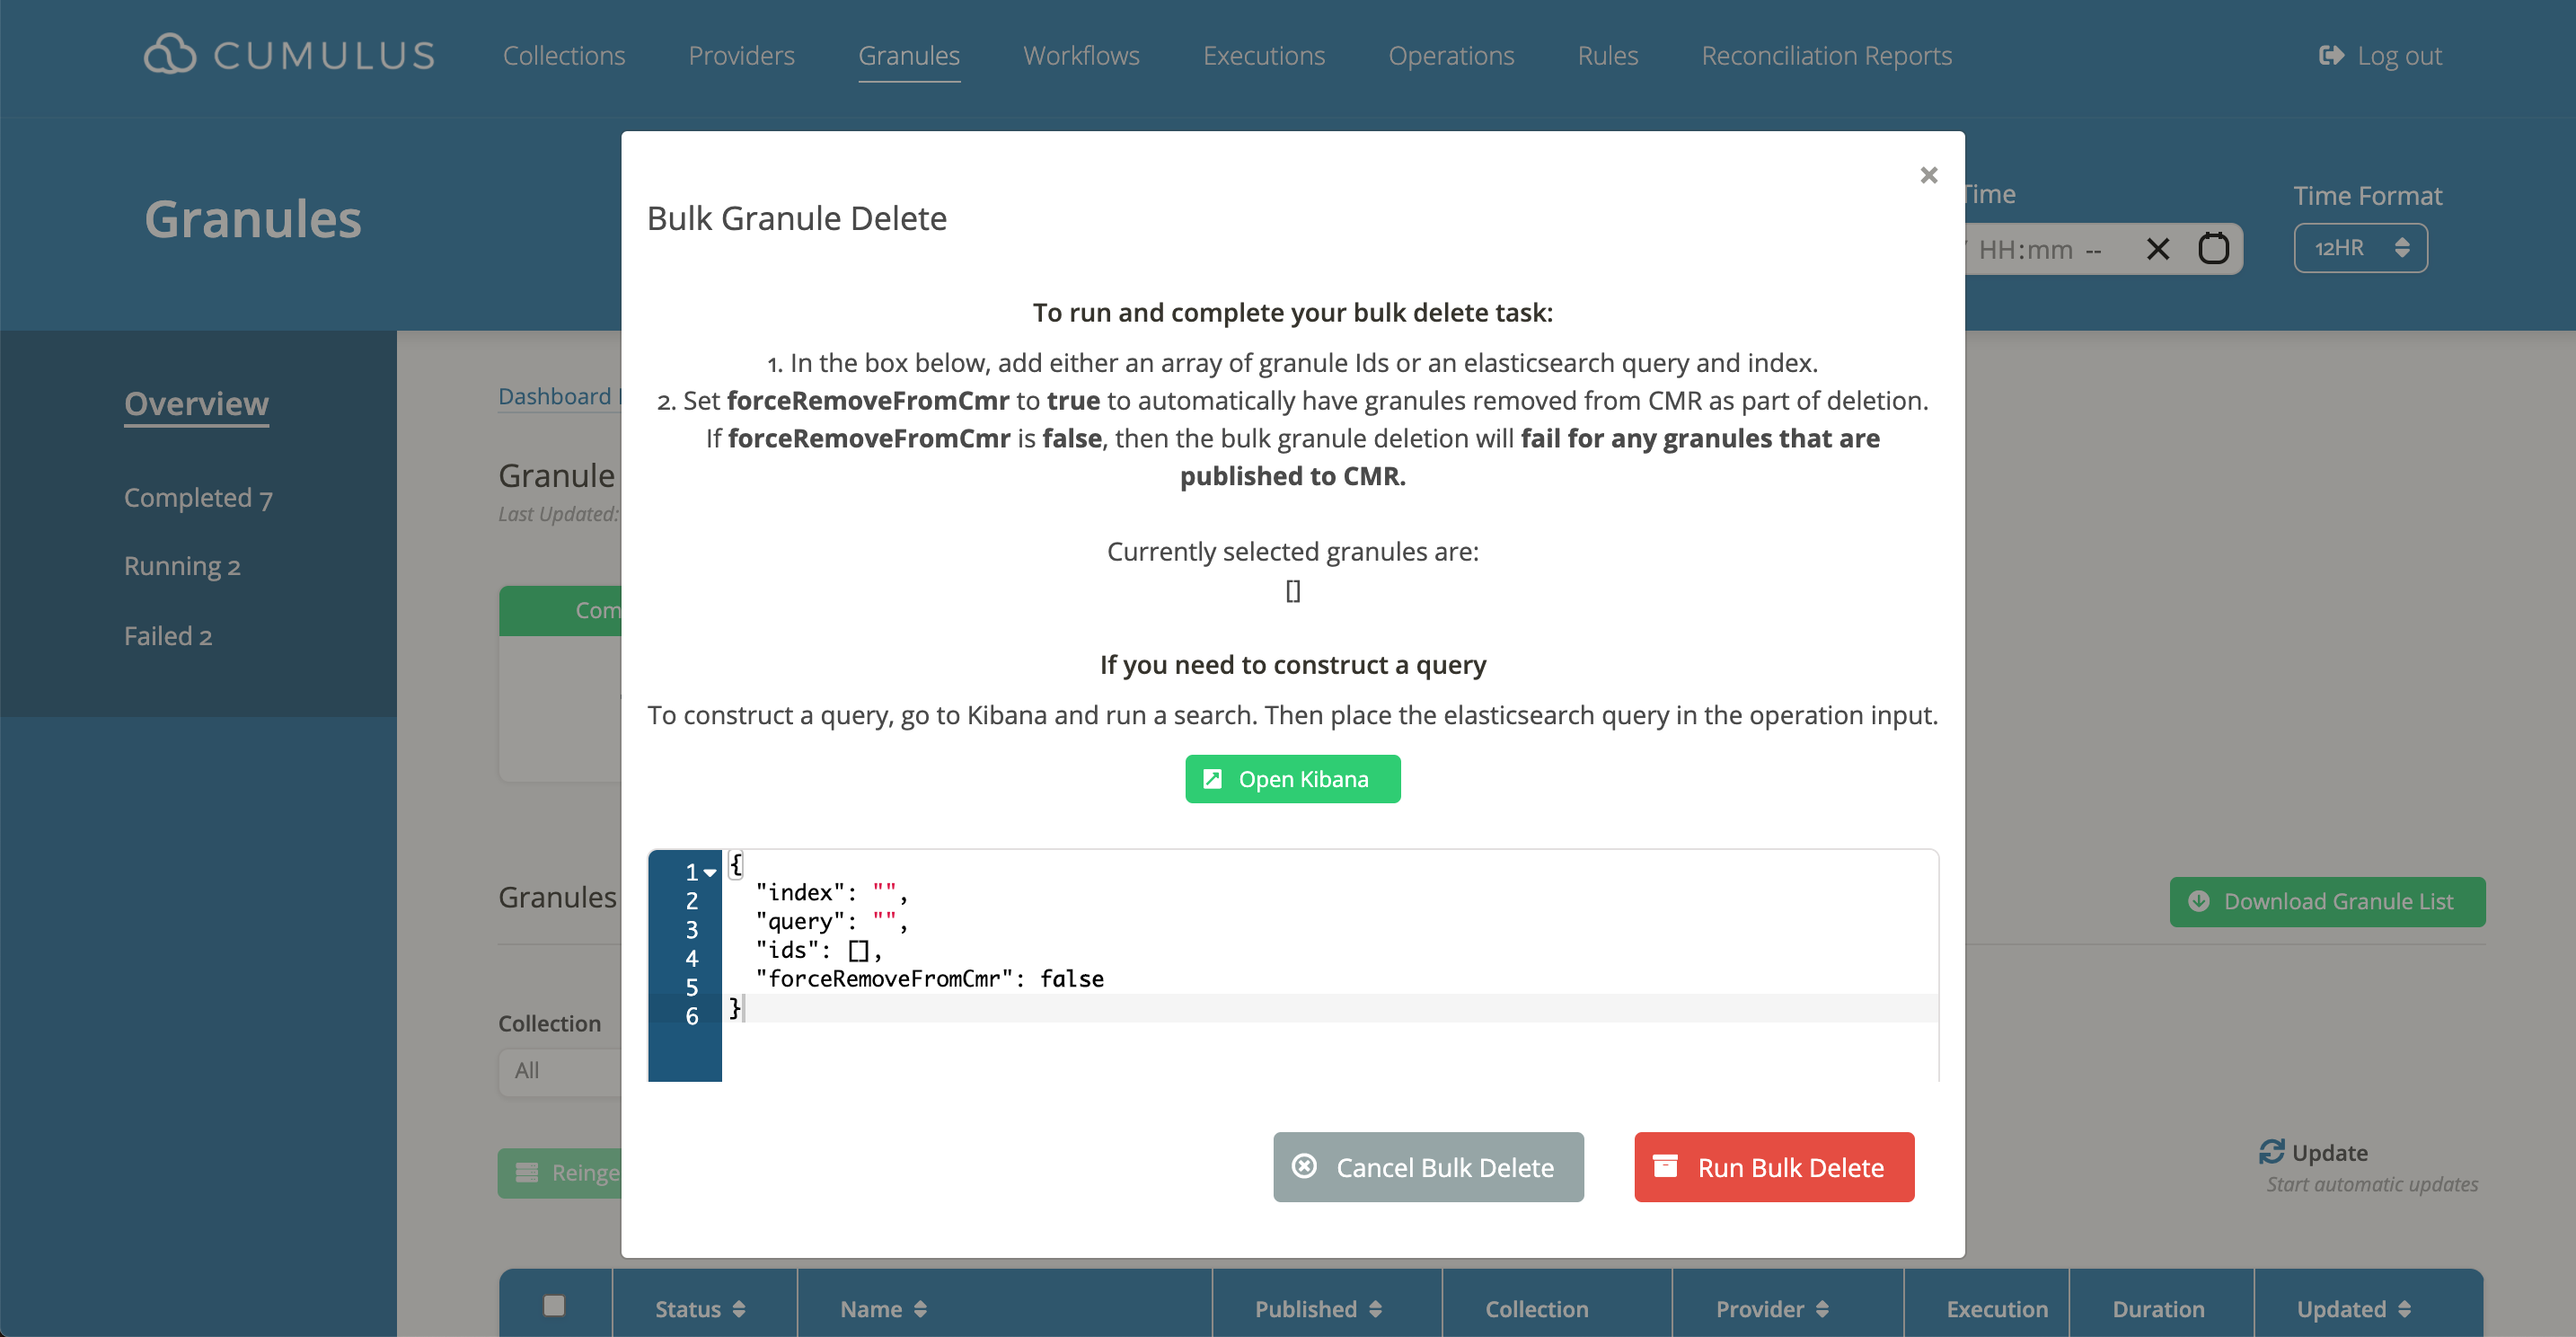 CUMULUS
Collections
Providers
Granules
Workflows
Executions
Operations
Rules
Reconciliation Reports
Log out
Granules
Time
Time Format
HH:mm --
12HR
Overview
Completed 7
Running 2
Failed 2
Dashboard
Granule
Last Updated:
Com
Granules
Collection
All
Reinge
Bulk Granule Delete
To run and complete your bulk delete task:
1. In the box below, add either an array of granule Ids or an elasticsearch query and index.
2. Set forceRemoveFromCmr to true to automatically have granules removed from CMR as part of deletion.
If forceRemoveFromCmr is false, then the bulk granule deletion will fail for any granules that are
published to CMR.
Currently selected granules are:
[]
If you need to construct a query
To construct a query, go to Kibana and run a search. Then place the elasticsearch query in the operation input.
Open Kibana
1 {
2 "index": "",
3 "query": "",
4 "ids": [],
5 "forceRemoveFromCmr": false
6 }
Cancel Bulk Delete
Run Bulk Delete
Download Granule List
Update
Start automatic updates
Status
Name
Published
Collection
Provider
Execution
Duration
Updated